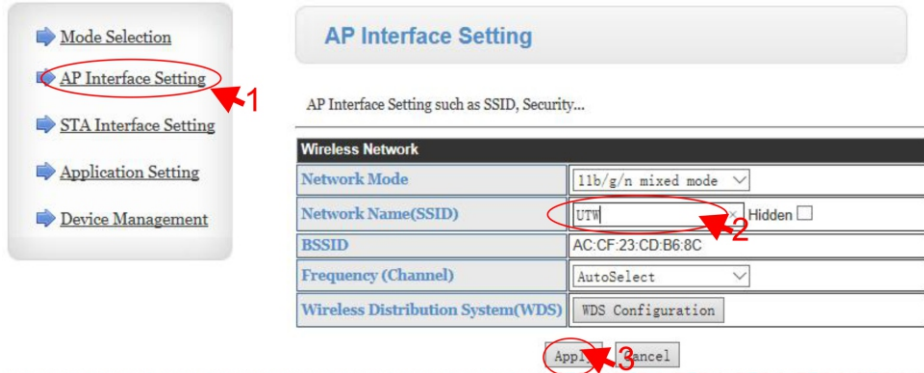 Mode Selection
AP Interface Setting
1
STA Interface Setting
Application Setting
Device Management
AP Interface Setting
AP Interface Setting such as SSID, Security...
Wireless Network
Network Mode 11b/g/n mixed mode
Network Name(SSID) UTW × Hidden
2
BSSID AC:CF:23:CD:B6:8C
Frequency (Channel) AutoSelect
Wireless Distribution System(WDS) WDS Configuration
Apply Cancel
3